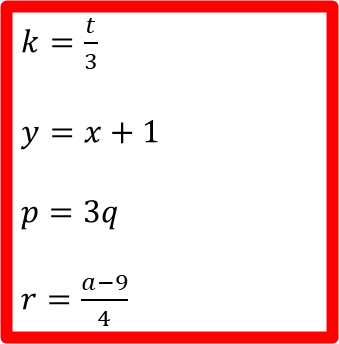 k = t/3
y = x + 1
p = 3q
r = a−9/4